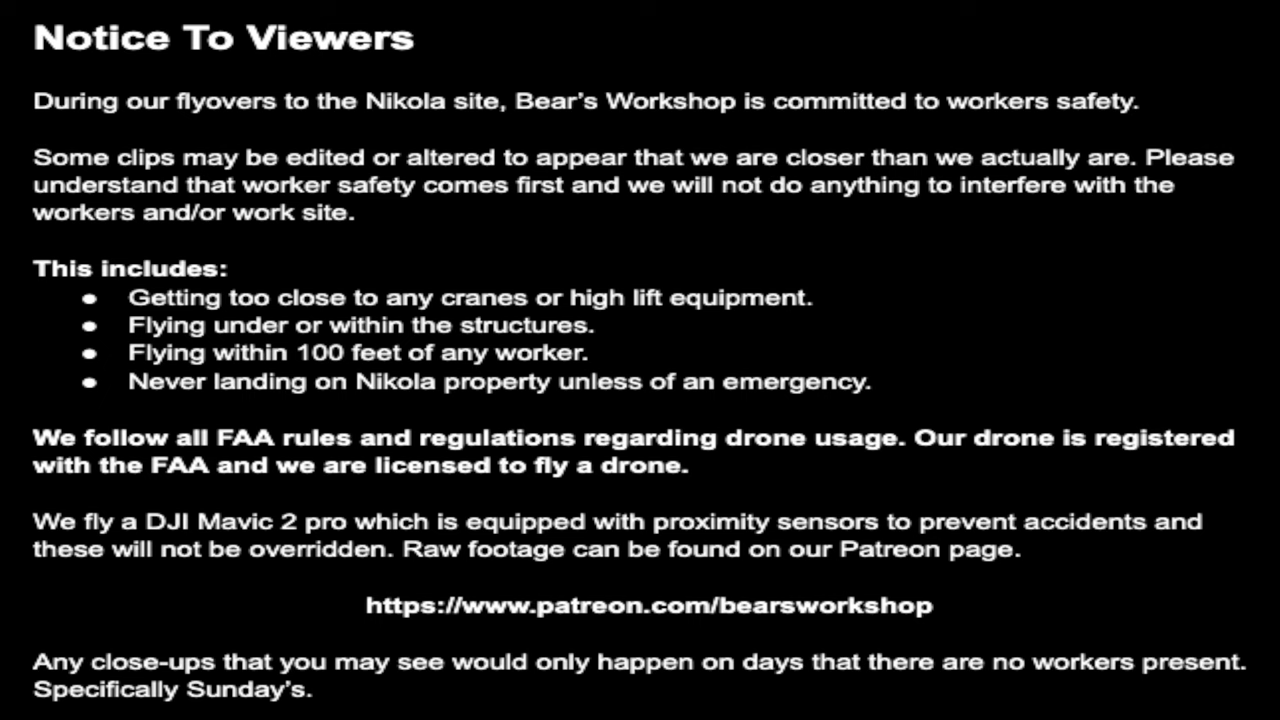 Notice To Viewers
During our flyovers to the Nikola site, Bear's Workshop is committed to workers safety.
Some clips may be edited or altered to appear that we are closer than we actually are. Please
understand that worker safety comes first and we will not do anything to interfere with the
workers and/or work site.
This includes:
● Getting too close to any cranes or high lift equipment.
● Flying under or within the structures.
● Flying within 100 feet of any worker.
● Never landing on Nikola property unless of an emergency.
We follow all FAA rules and regulations regarding drone usage. Our drone is registered
with the FAA and we are licensed to fly a drone.
We fly a DJI Mavic 2 pro which is equipped with proximity sensors to prevent accidents and
these will not be overridden. Raw footage can be found on our Patreon page.
https://www.patreon.com/bearsworkshop
Any close-ups that you may see would only happen on days that there are no workers present.
Specifically Sunday's.